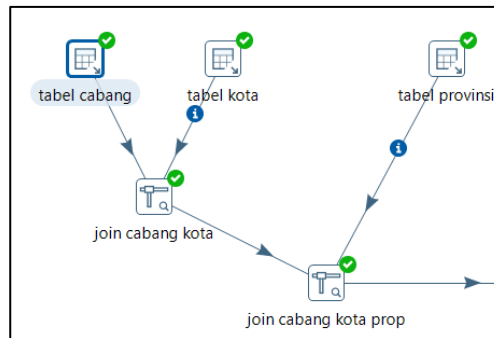 tabel cabang
tabel kota
tabel provinsi
join cabang kota
join cabang kota prop